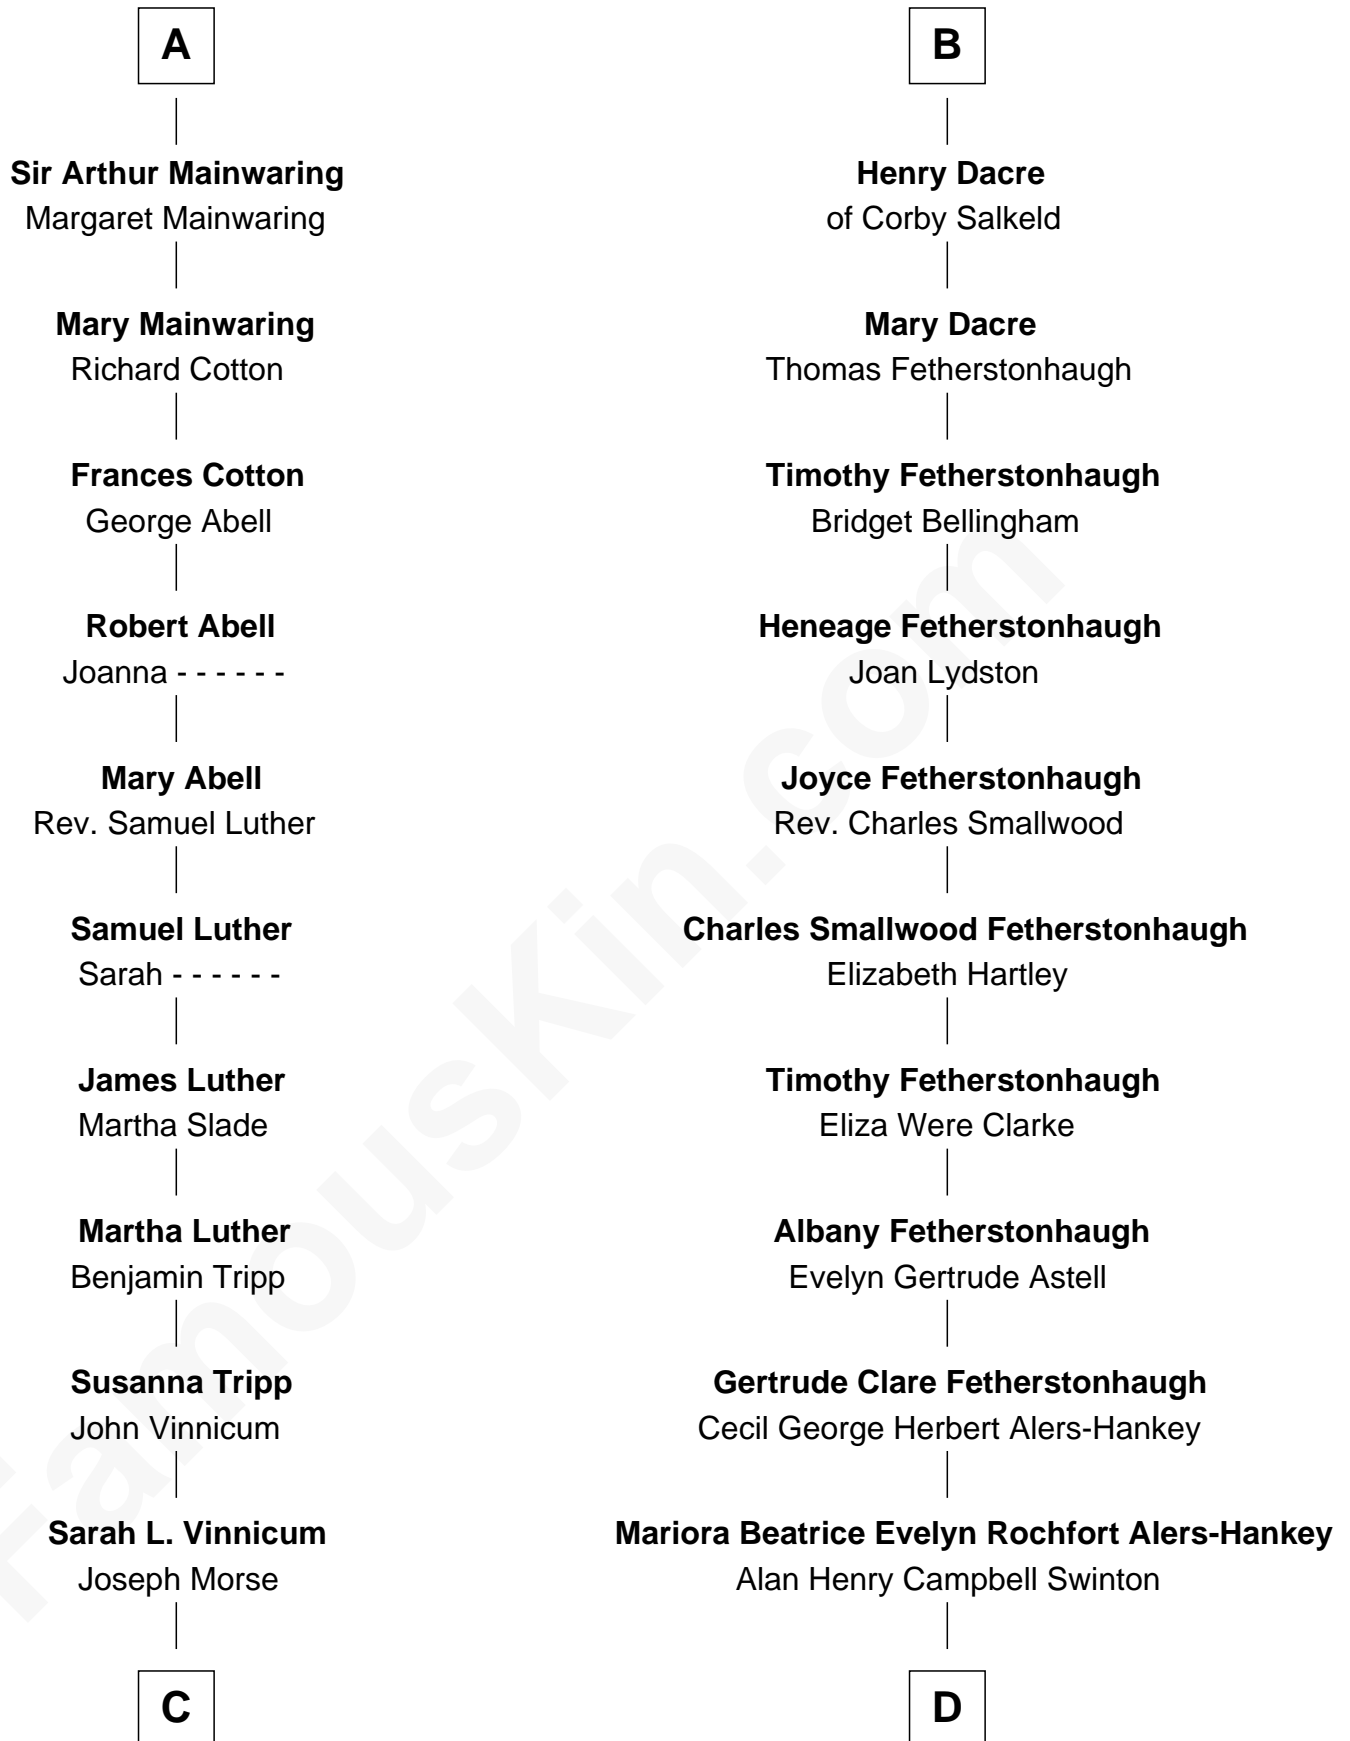 A
Sir Arthur Mainwaring
Margaret Mainwaring
Mary Mainwaring
Richard Cotton
Frances Cotton
George Abell
Robert Abell
Joanna - - - - - -
Mary Abell
Rev. Samuel Luther
Samuel Luther
Sarah - - - - - -
James Luther
Martha Slade
Martha Luther
Benjamin Tripp
Susanna Tripp
John Vinnicum
Sarah L. Vinnicum
Joseph Morse
C
B
Henry Dacre
of Corby Salkeld
Mary Dacre
Thomas Fetherstonhaugh
Timothy Fetherstonhaugh
Bridget Bellingham
Heneage Fetherstonhaugh
Joan Lydston
Joyce Fetherstonhaugh
Rev. Charles Smallwood
Charles Smallwood Fetherstonhaugh
Elizabeth Hartley
Timothy Fetherstonhaugh
Eliza Were Clarke
Albany Fetherstonhaugh
Evelyn Gertrude Astell
Gertrude Clare Fetherstonhaugh
Cecil George Herbert Alers-Hankey
Mariora Beatrice Evelyn Rochfort Alers-Hankey
Alan Henry Campbell Swinton
D
FamousKin.com